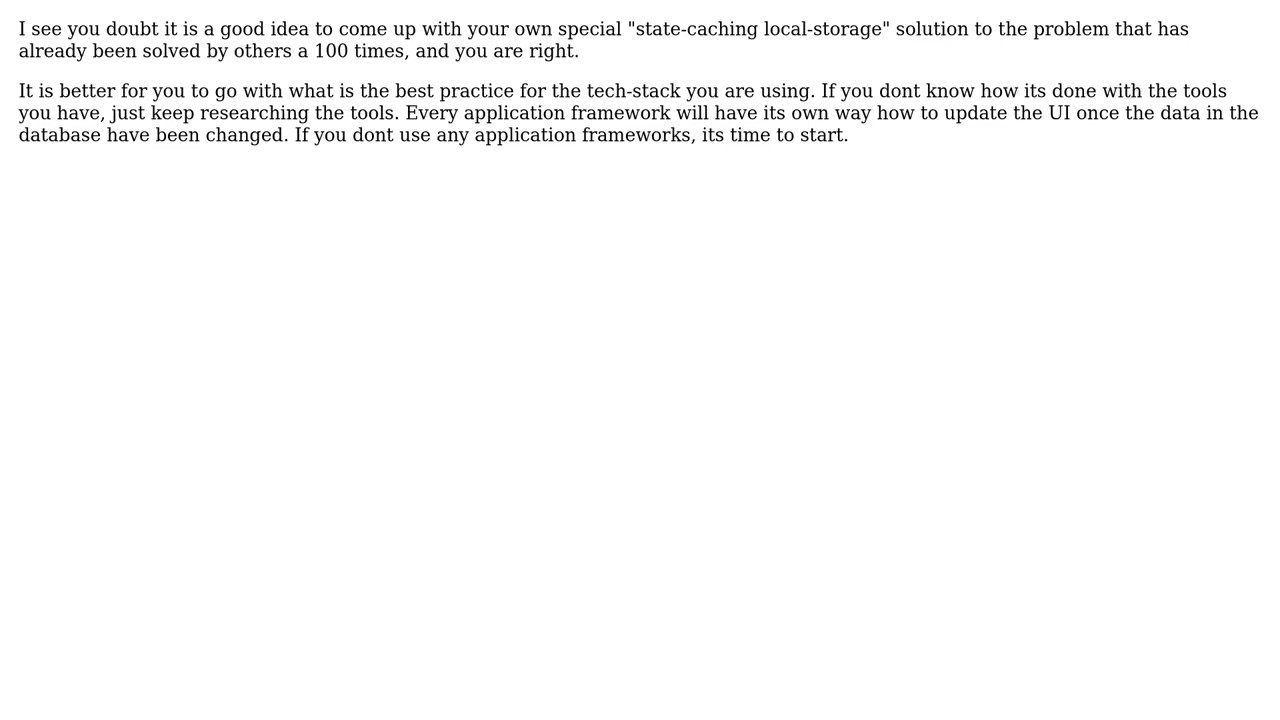 I see you doubt it is a good idea to come up with your own special "state-caching local-storage" solution to the problem that has
already been solved by others a 100 times, and you are right.
It is better for you to go with what is the best practice for the tech-stack you are using. If you dont know how its done with the tools
you have, just keep researching the tools. Every application framework will have its own way how to update the UI once the data in the
database have been changed. If you dont use any application frameworks, its time to start.